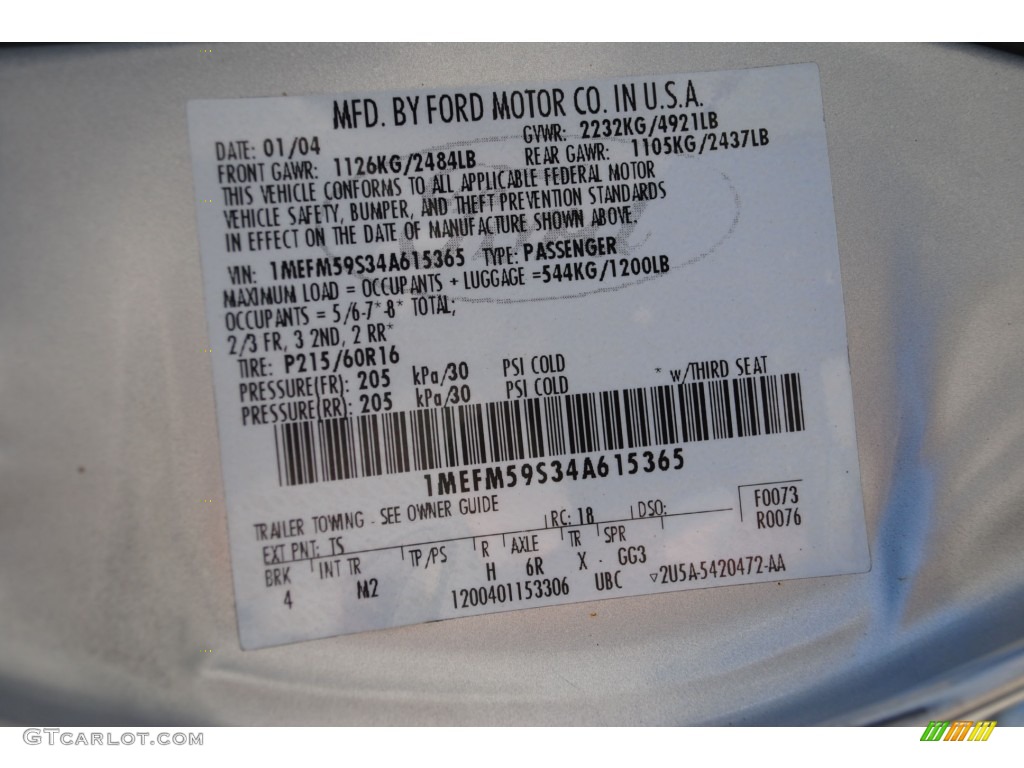 MFD. BY FORD MOTOR CO. IN U.S.A.
DATE: 01/04 GVWR: 2232KG/4921LB
FRONT GAWR: 1126KG/2484LB REAR GAWR: 1105KG/2437LB
THIS VEHICLE CONFORMS TO ALL APPLICABLE FEDERAL MOTOR
VEHICLE SAFETY, BUMPER, AND THEFT PREVENTION STANDARDS
IN EFFECT ON THE DATE OF MANUFACTURE SHOWN ABOVE.
VIN: 1MEFM59S34A615365 TYPE: PASSENGER
MAXIMUM LOAD = OCCUPANTS + LUGGAGE =544KG/1200LB
OCCUPANTS = 5/6-7*-8* TOTAL;
2/3 FR, 3 2ND, 2 RR*
TIRE: P215/60R16
PRESSURE(FR): 205 kPa/30 PSI COLD * w/THIRD SEAT
PRESSURE(RR): 205 kPa/30 PSI COLD
1MEFM59S34A615365
TRAILER TOWING - SEE OWNER GUIDE F0073
EXT PNT: TS RC: 18 DSO: R0076
BRK INT TR TP/PS R AXLE TR SPR
4 M2 H 6R X GG3
1200401153306 UBC ▽2U5A-5420472-AA
GTcarlot.com